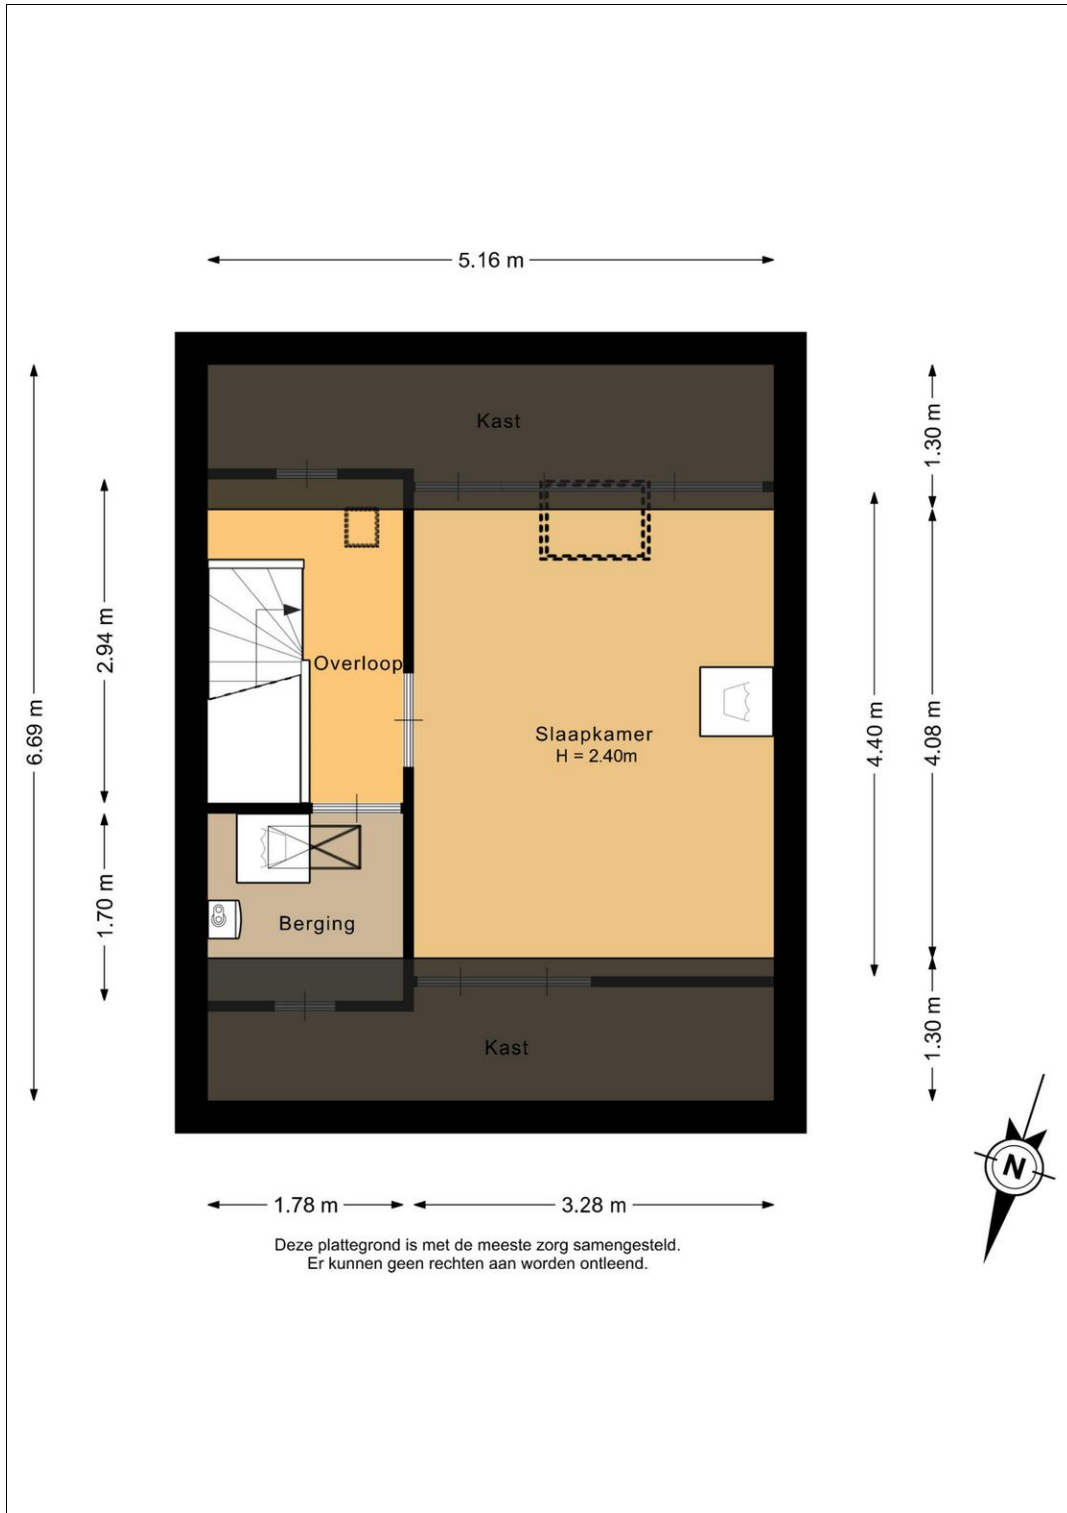 5.16 m
Kast
1.30 m
2.94 m
Overloop
6.69 m
Slaapkamer
H = 2.40m
4.40 m
4.08 m
1.70 m
Berging
Kast
1.30 m
N
1.78 m
3.28 m
Deze plattegrond is met de meeste zorg samengesteld.
Er kunnen geen rechten aan worden ontleend.